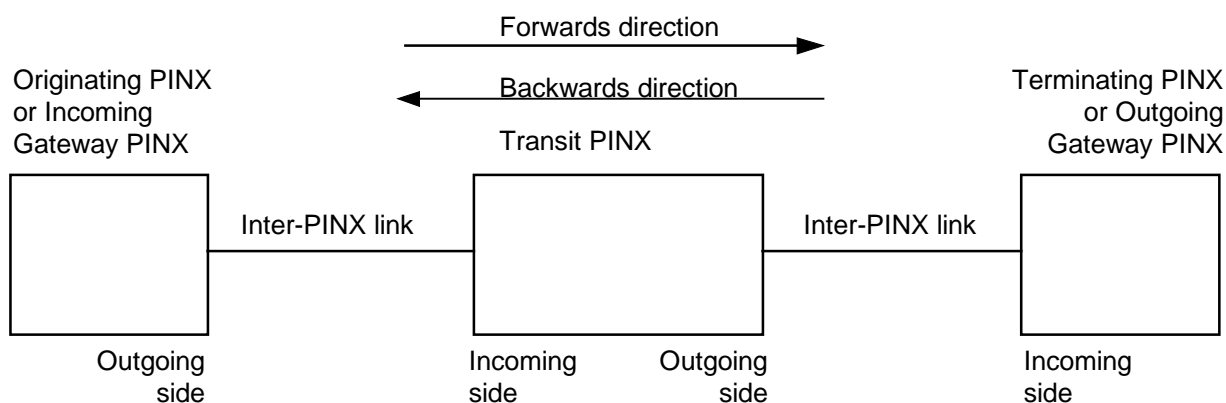 Forwards direction
Backwards direction
Originating PINX
or Incoming
Gateway PINX
Transit PINX
Terminating PINX
or Outgoing
Gateway PINX
Inter-PINX link
Inter-PINX link
Outgoing
side
Incoming
side
Outgoing
side
Incoming
side